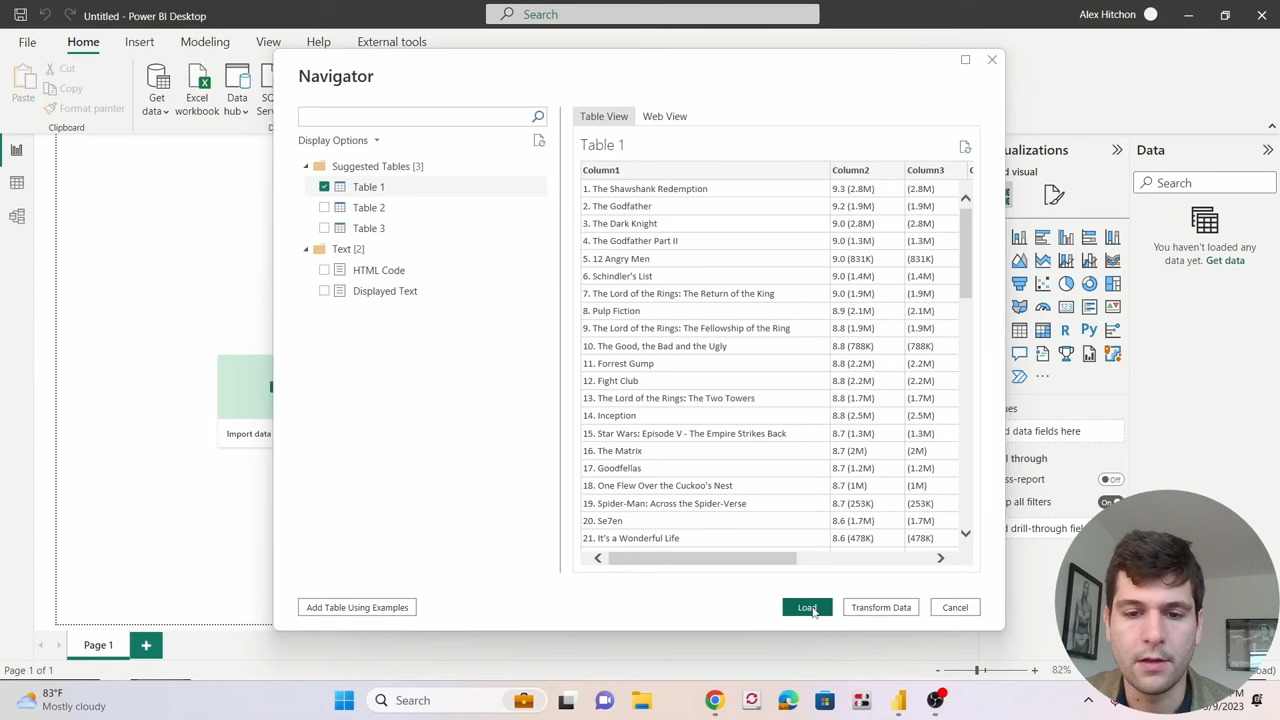 Untitled - Power BI Desktop
Search
Alex Hitchon
File
Home
Insert
Modeling
View
Help
External tools
Paste
Cut
Copy
Format painter
Clipboard
Get
data
Excel
workbook
Data
hub
Import data
Navigator
Display Options
Suggested Tables [3]
Table 1
Table 2
Table 3
Text [2]
HTML Code
Displayed Text
Table View
Web View
Table 1
Column1 Column2 Column3
1. The Shawshank Redemption 9.3 (2.8M) (2.8M)
2. The Godfather 9.2 (1.9M) (1.9M)
3. The Dark Knight 9.0 (2.8M) (2.8M)
4. The Godfather Part II 9.0 (1.3M) (1.3M)
5. 12 Angry Men 9.0 (831K) (831K)
6. Schindler's List 9.0 (1.4M) (1.4M)
7. The Lord of the Rings: The Return of the King 9.0 (1.9M) (1.9M)
8. Pulp Fiction 8.9 (2.1M) (2.1M)
9. The Lord of the Rings: The Fellowship of the Ring 8.8 (1.9M) (1.9M)
10. The Good, the Bad and the Ugly 8.8 (788K) (788K)
11. Forrest Gump 8.8 (2.2M) (2.2M)
12. Fight Club 8.8 (2.2M) (2.2M)
13. The Lord of the Rings: The Two Towers 8.8 (1.7M) (1.7M)
14. Inception 8.8 (2.5M) (2.5M)
15. Star Wars: Episode V - The Empire Strikes Back 8.7 (1.3M) (1.3M)
16. The Matrix 8.7 (2M) (2M)
17. Goodfellas 8.7 (1.2M) (1.2M)
18. One Flew Over the Cuckoo's Nest 8.7 (1M) (1M)
19. Spider-Man: Across the Spider-Verse 8.7 (253K) (253K)
20. Se7en 8.6 (1.7M) (1.7M)
21. It's a Wonderful Life 8.6 (478K) (478K)
Add Table Using Examples
Load
Transform Data
Cancel
Data
Search
You haven't loaded any
data yet. Get data
R
Py
data fields here
Off
all filters
On
drill-through
Page 1
Page 1 of 1
82%
83°F
Mostly cloudy
Search